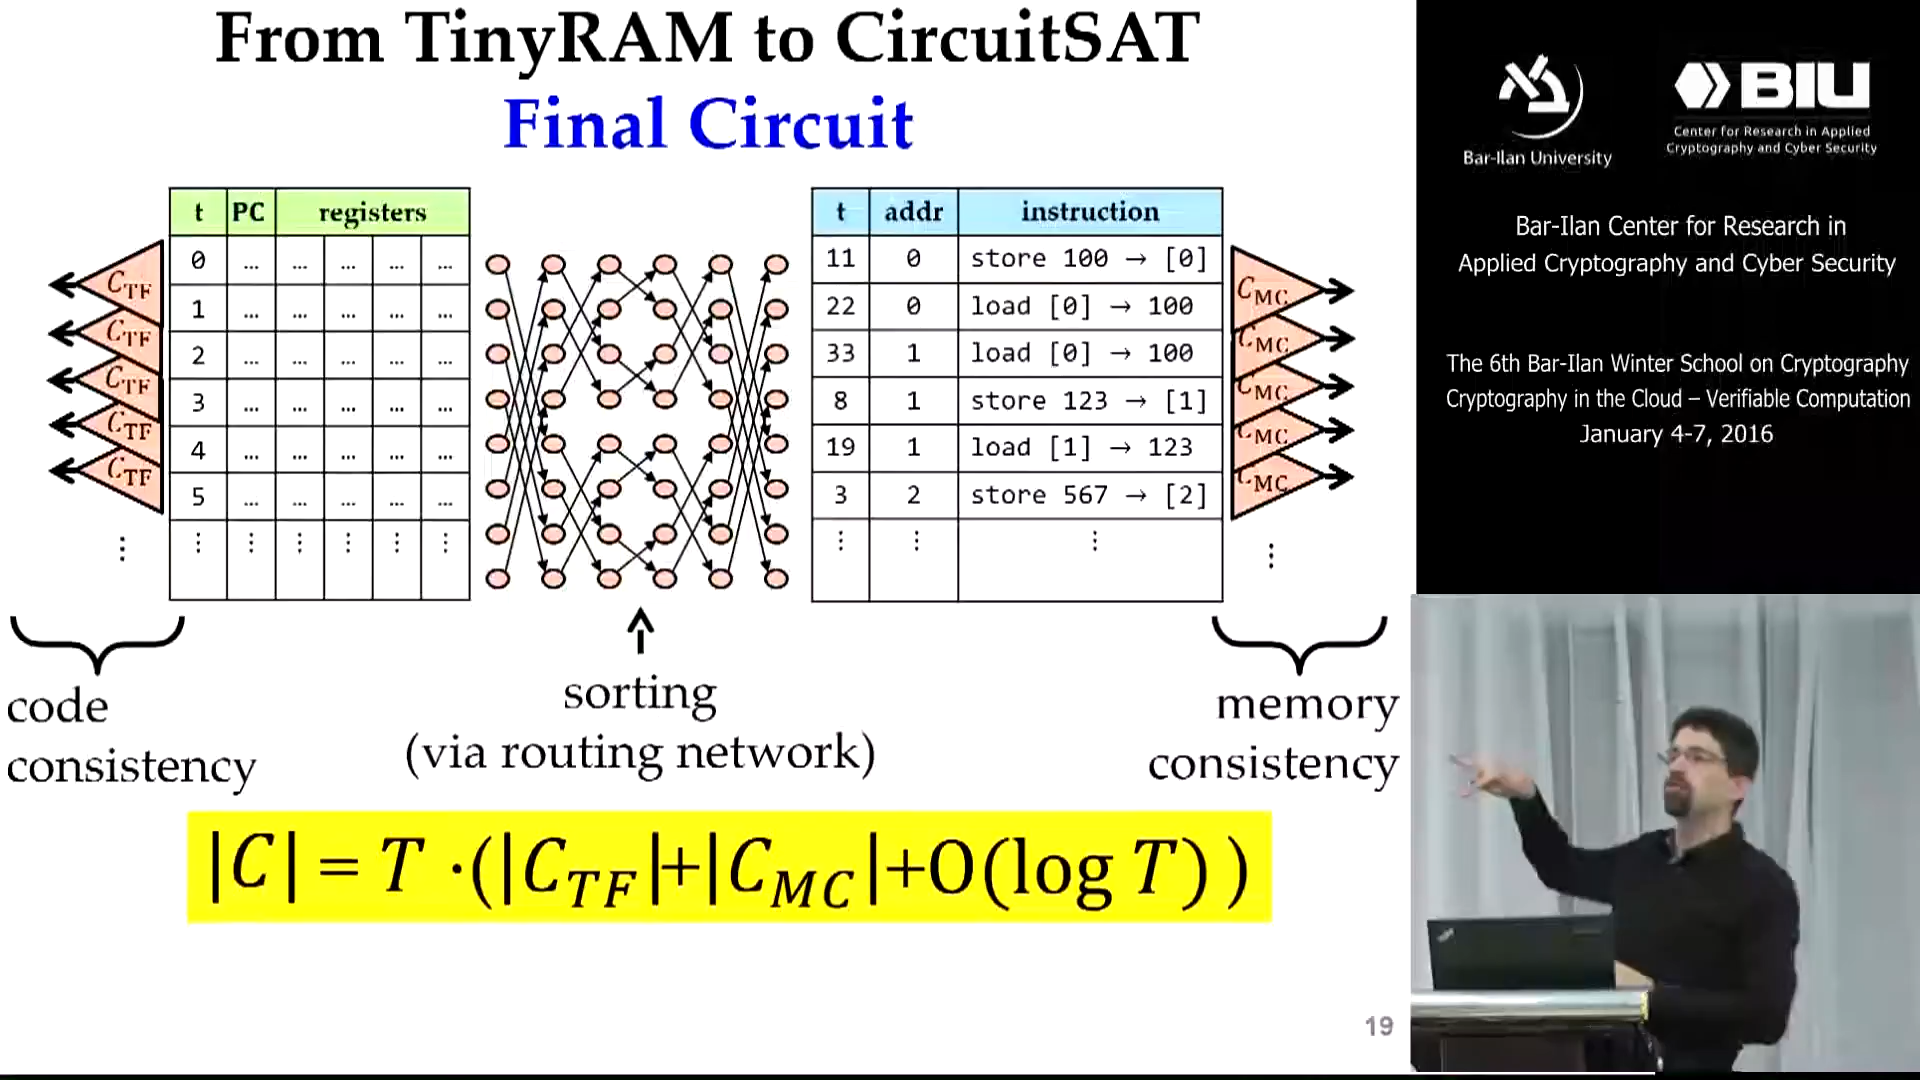 From TinyRAM to CircuitSAT
Final Circuit
t PC registers
0 ... ... ... ... ...
1 ... ... ... ... ...
2 ... ... ... ... ...
3 ... ... ... ... ...
4 ... ... ... ... ...
5 ... ... ... ... ...
⋮ ⋮ ⋮ ⋮ ⋮ ⋮ ⋮
C_TF
C_TF
C_TF
C_TF
C_TF
t addr instruction
11 0 store 100 → [0]
22 0 load [0] → 100
33 1 load [0] → 100
8 1 store 123 → [1]
19 1 load [1] → 123
3 2 store 567 → [2]
⋮ ⋮ ⋮ ⋮
C_MC
C_MC
C_MC
C_MC
C_MC
code
consistency
sorting
(via routing network)
memory
consistency
|C| = T ·(|C_TF|+|C_MC|+O(log T) )
19
Bar-Ilan University
BIU
Center for Research in Applied
Cryptography and Cyber Security
Bar-Ilan Center for Research in
Applied Cryptography and Cyber Security
The 6th Bar-Ilan Winter School on Cryptography
Cryptography in the Cloud – Verifiable Computation
January 4-7, 2016